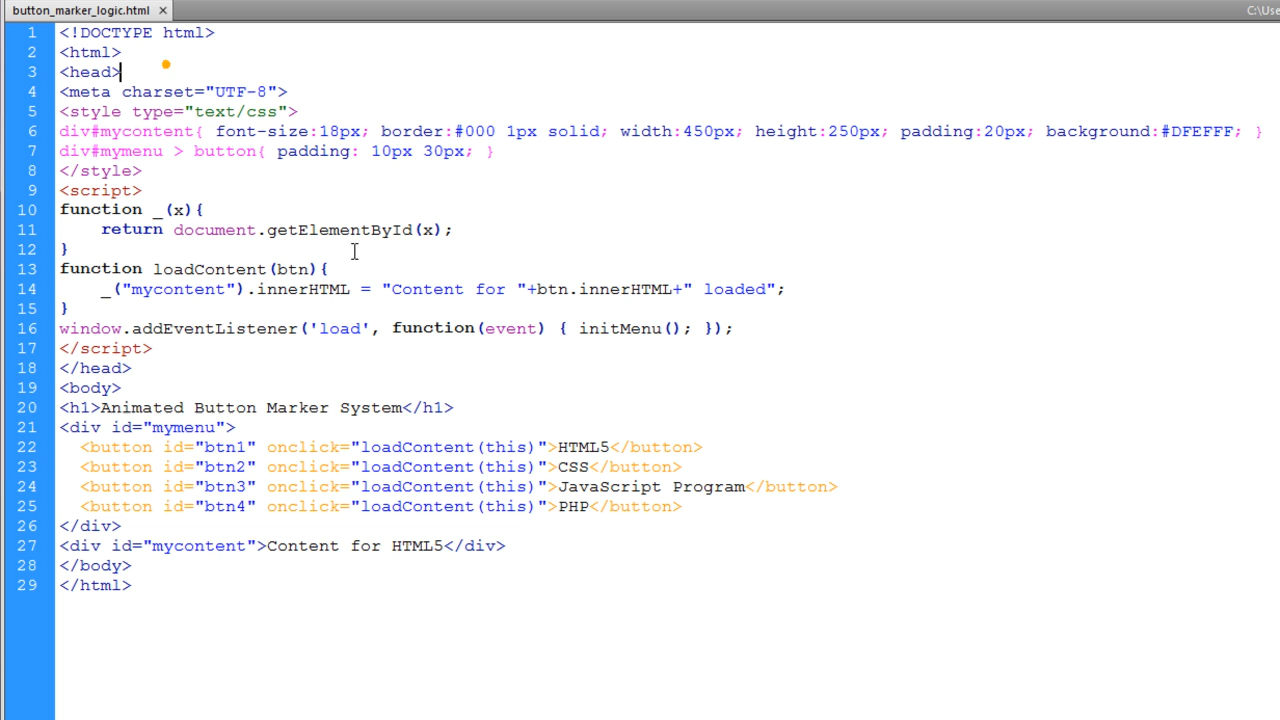 button_marker_logic.html ×
C:\Use
1 <!DOCTYPE html>
2 <html>
3 <head>
4 <meta charset="UTF-8">
5 <style type="text/css">
6 div#mycontent{ font-size:18px; border:#000 1px solid; width:450px; height:250px; padding:20px; background:#DFEFFF; }
7 div#mymenu > button{ padding: 10px 30px; }
8 </style>
9 <script>
10 function _(x){
11     return document.getElementById(x);
12 }
13 function loadContent(btn){
14     _("mycontent").innerHTML = "Content for "+btn.innerHTML+" loaded";
15 }
16 window.addEventListener('load', function(event) { initMenu(); });
17 </script>
18 </head>
19 <body>
20 <h1>Animated Button Marker System</h1>
21 <div id="mymenu">
22   <button id="btn1" onclick="loadContent(this)">HTML5</button>
23   <button id="btn2" onclick="loadContent(this)">CSS</button>
24   <button id="btn3" onclick="loadContent(this)">JavaScript Program</button>
25   <button id="btn4" onclick="loadContent(this)">PHP</button>
26 </div>
27 <div id="mycontent">Content for HTML5</div>
28 </body>
29 </html>